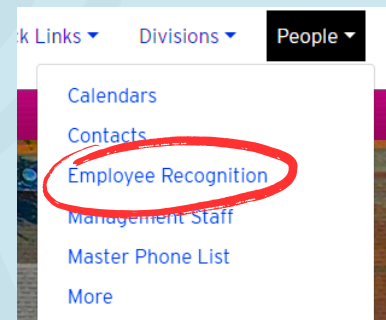 k Links Divisions People
Calendars
Contacts
Employee Recognition
Management Staff
Master Phone List
More